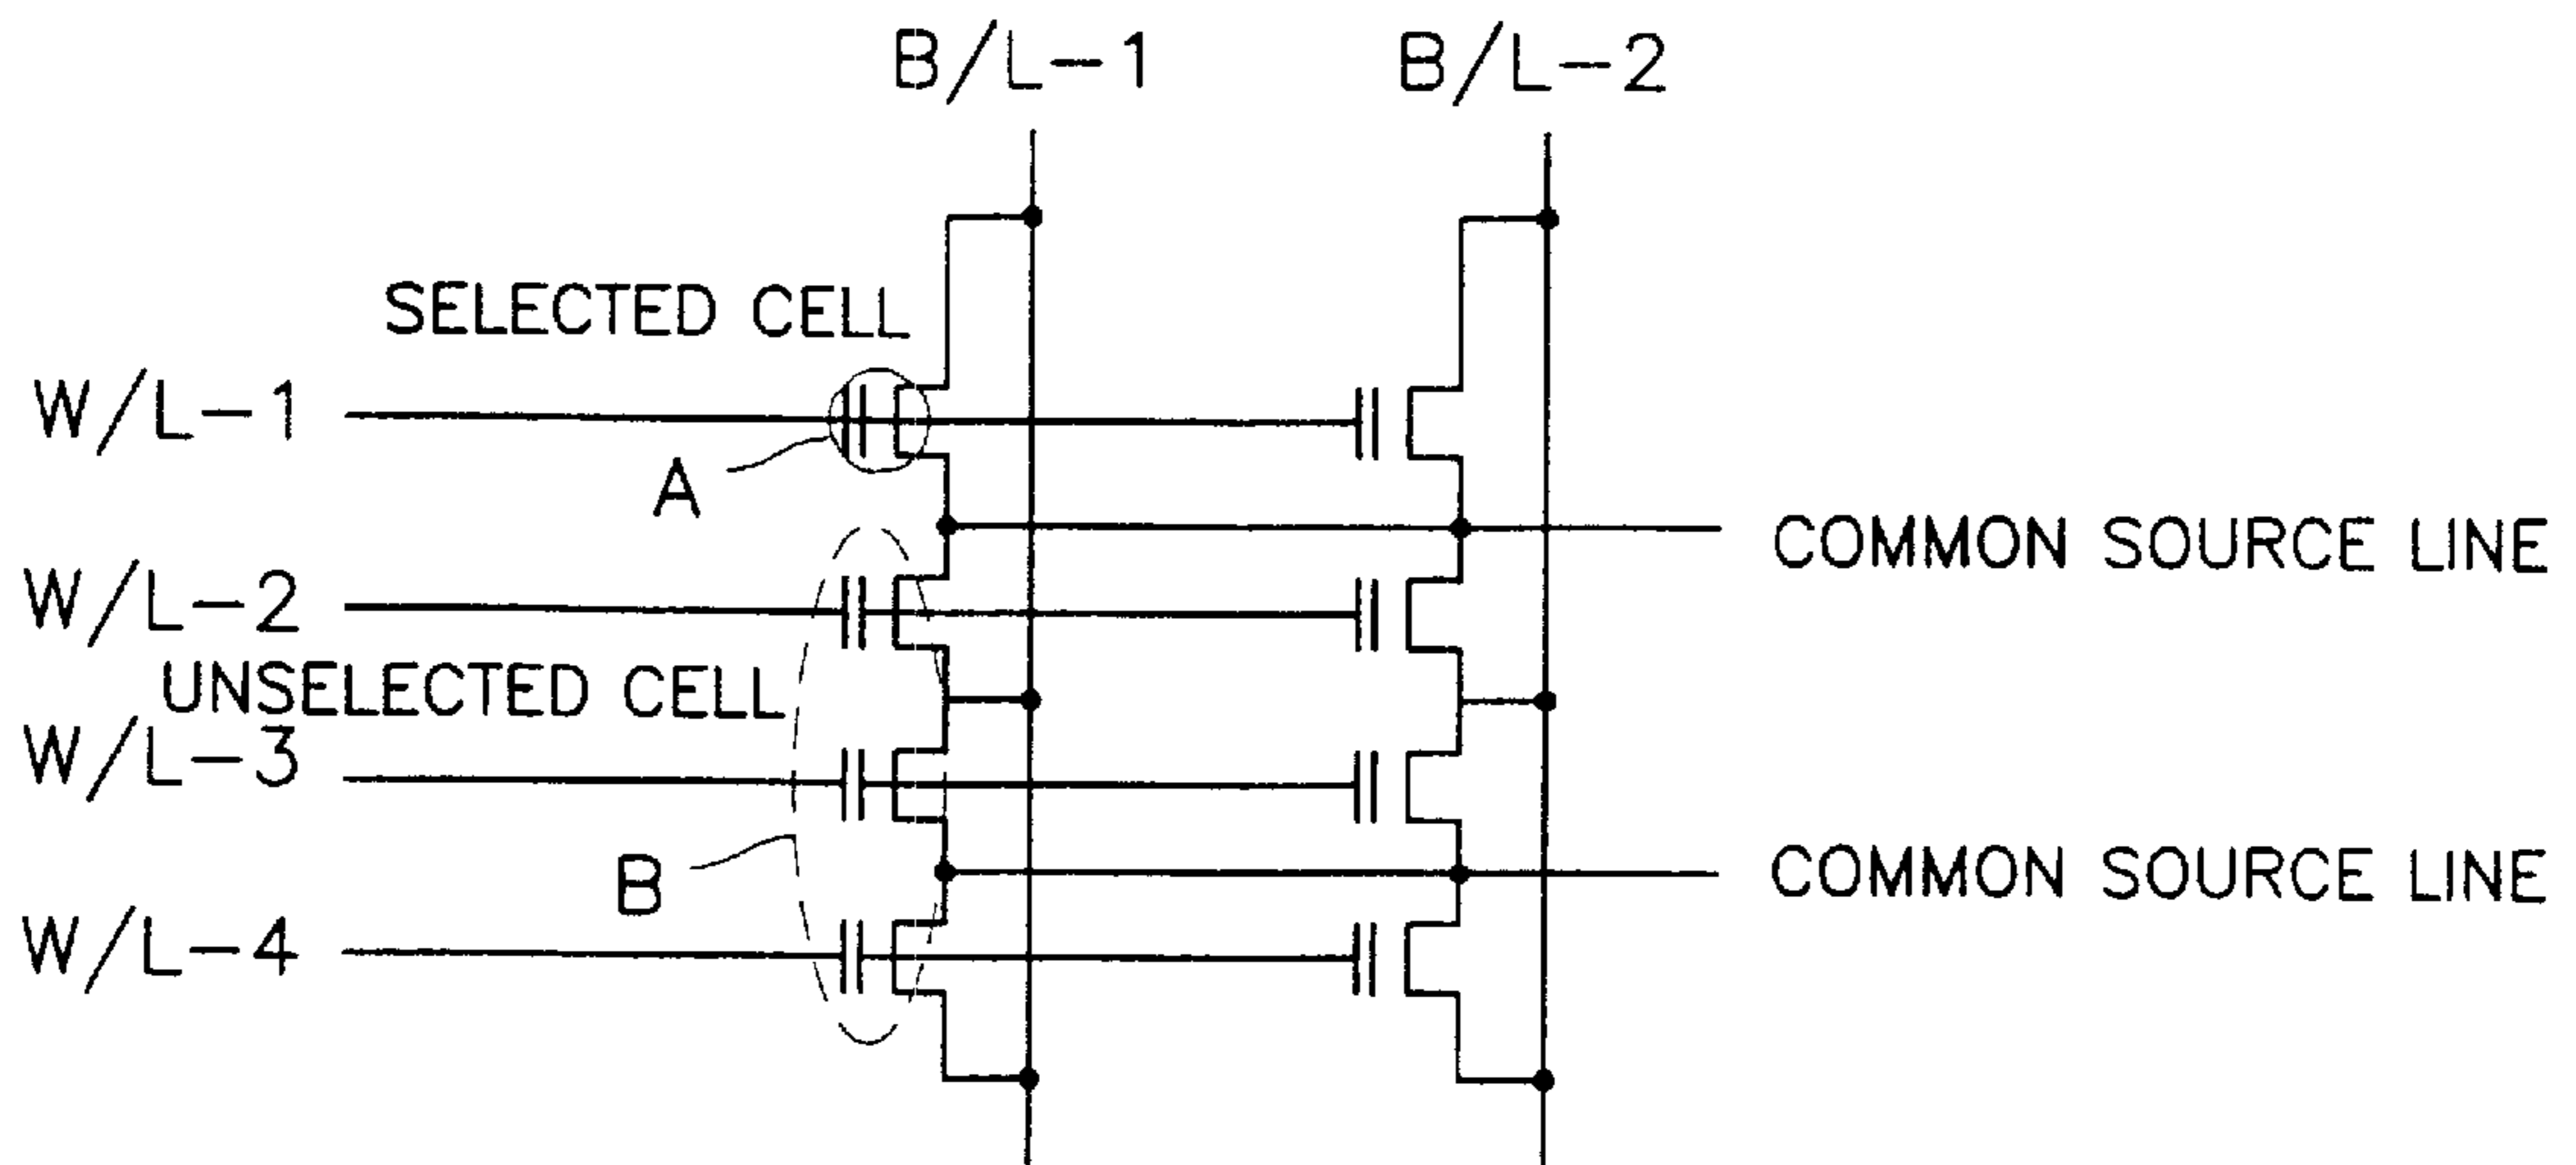 B/L-1
B/L-2
SELECTED CELL
W/L-1
A
COMMON SOURCE LINE
W/L-2
UNSELECTED CELL
W/L-3
B
COMMON SOURCE LINE
W/L-4